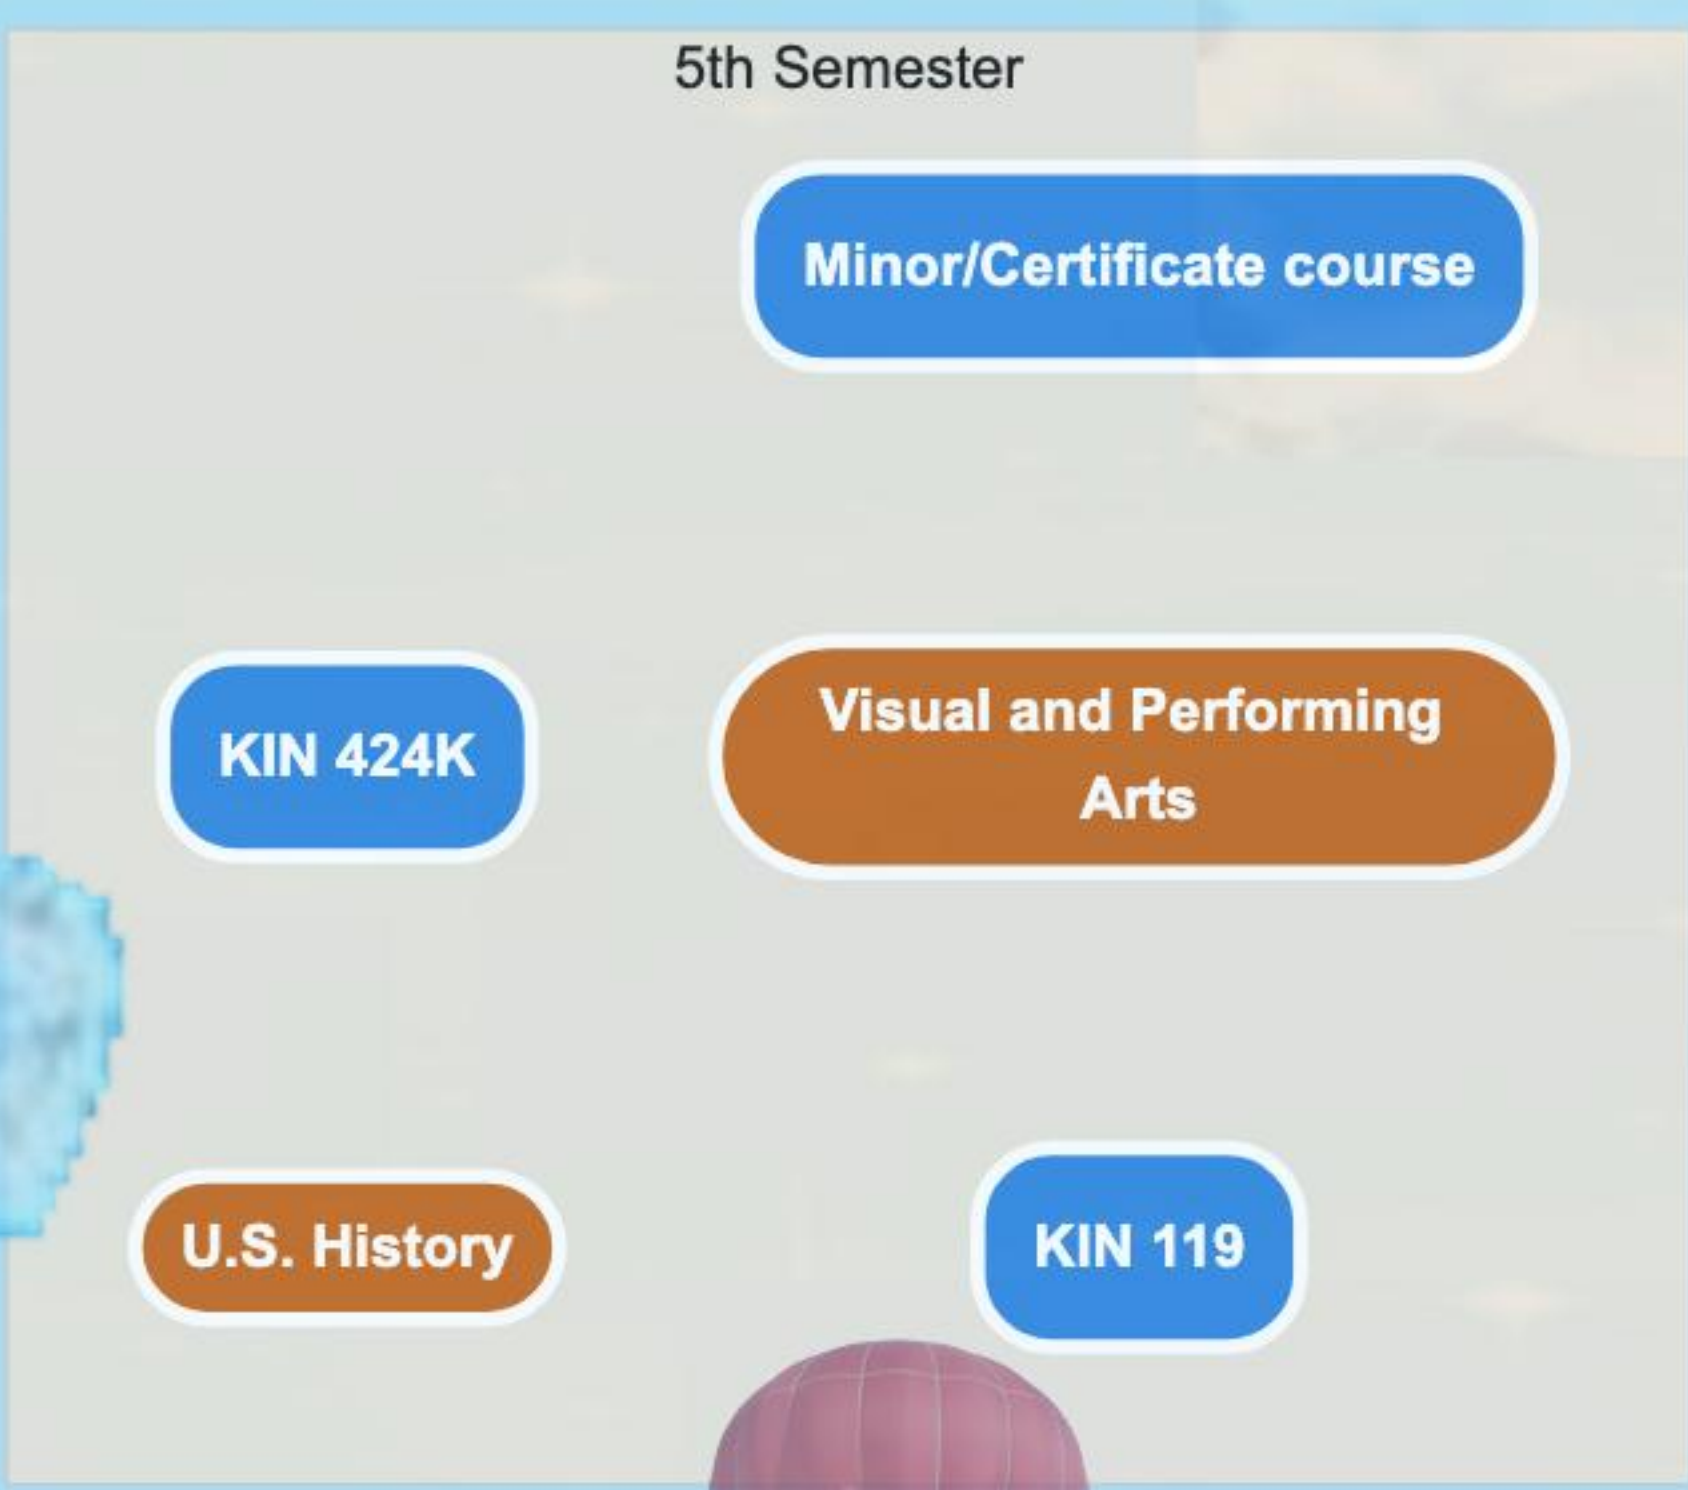 5th Semester
Minor/Certificate course
KIN 424K
Visual and Performing
Arts
U.S. History
KIN 119